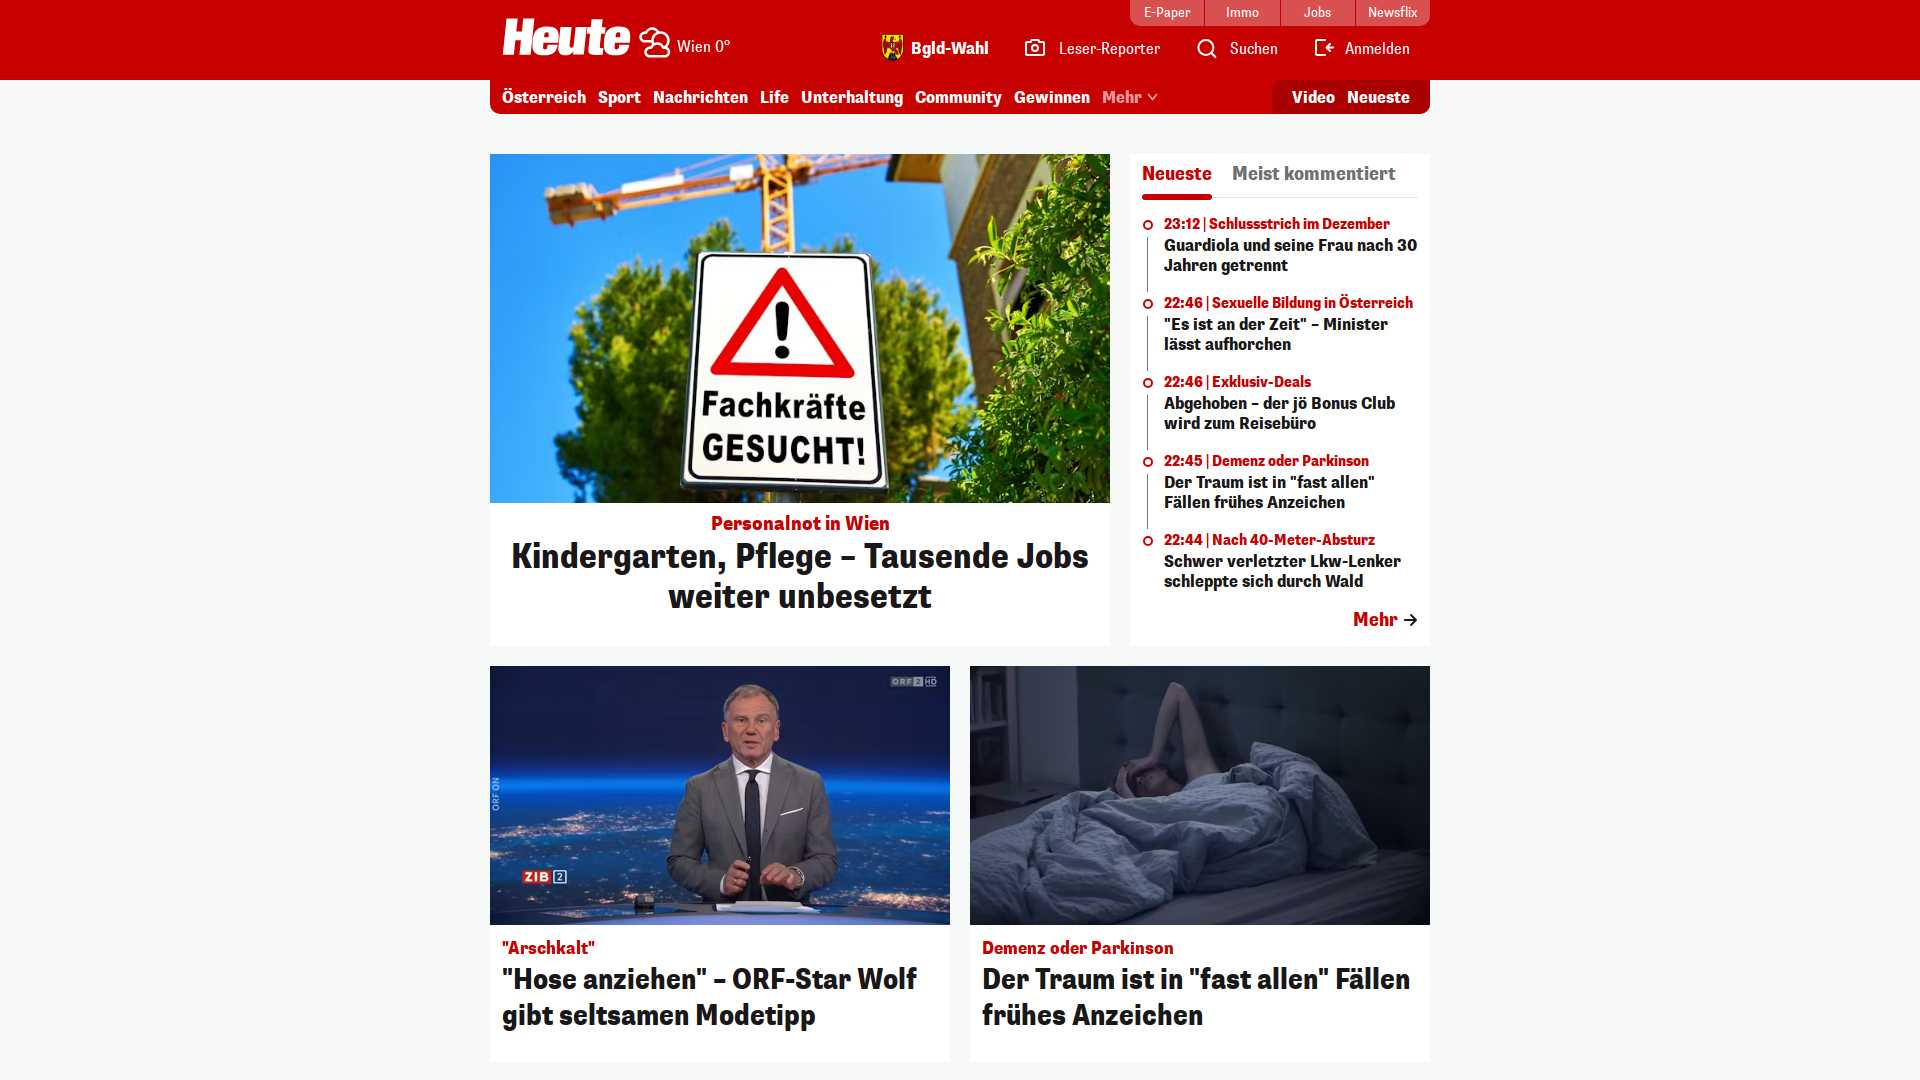 E-Paper
Immo
Jobs
Newsflix
Heute
Wien 0°
Bgld-Wahl
Leser-Reporter
Suchen
Anmelden
Österreich
Sport
Nachrichten
Life
Unterhaltung
Community
Gewinnen
Mehr
Video
Neueste
Fachkräfte
GESUCHT!
Personalnot in Wien
Kindergarten, Pflege – Tausende Jobs
weiter unbesetzt
Neueste
Meist kommentiert
23:12 | Schlussstrich im Dezember
Guardiola und seine Frau nach 30
Jahren getrennt
22:46 | Sexuelle Bildung in Österreich
"Es ist an der Zeit" – Minister
lässt aufhorchen
22:46 | Exklusiv-Deals
Abgehoben – der jö Bonus Club
wird zum Reisebüro
22:45 | Demenz oder Parkinson
Der Traum ist in "fast allen"
Fällen frühes Anzeichen
22:44 | Nach 40-Meter-Absturz
Schwer verletzter Lkw-Lenker
schleppte sich durch Wald
Mehr
ORF 2 HD
ORF ON
ZIB 2
"Arschkalt"
"Hose anziehen" – ORF-Star Wolf
gibt seltsamen Modetipp
Demenz oder Parkinson
Der Traum ist in "fast allen" Fällen
frühes Anzeichen